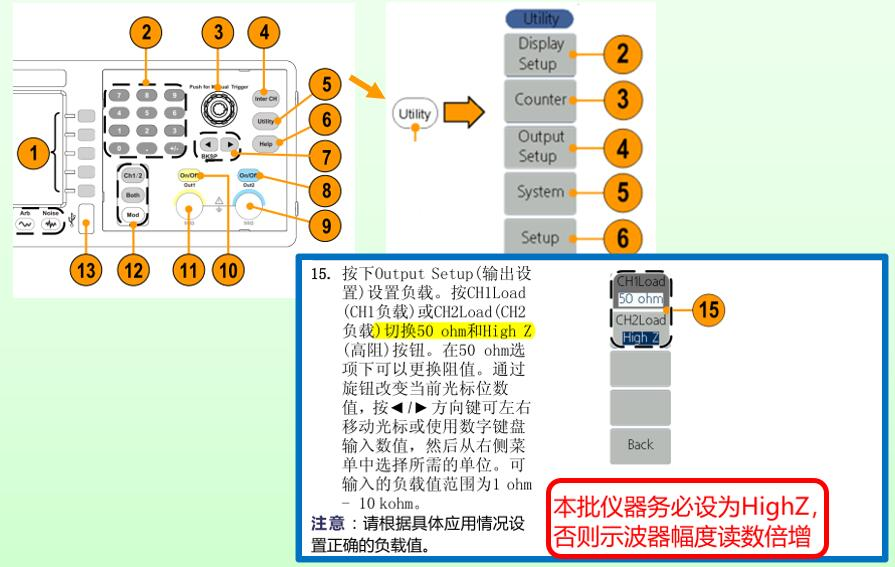 2
3
4
Push for Manual Trigger
7 8 9
4 5 6
1 2 3
0 . +/-
BKSP
Inter CH
Utility
Help
5
6
7
1
Ch1/2
Both
Mod
On/Off
Out1
On/Off
Out2
8
9
Arb
Noise
13
12
11
10
Utility
Utility
Display
Setup
2
Counter
3
Output
Setup
4
System
5
Setup
6
15. 按下Output Setup(输出设
置)设置负载。按CH1Load
(CH1负载)或CH2Load(CH2
负载)切换50 ohm和High Z
(高阻)按钮。在50 ohm选
项下可以更换阻值。通过
旋钮改变当前光标位数
值，按◄/►方向键可左右
移动光标或使用数字键盘
输入数值，然后从右侧菜
单中选择所需的单位。可
输入的负载值范围为1 ohm
- 10 kohm。
注意：请根据具体应用情况设
置正确的负载值。
CH1Load
50 ohm
CH2Load
High Z
15
Back
本批仪器务必设为HighZ，
否则示波器幅度读数倍增